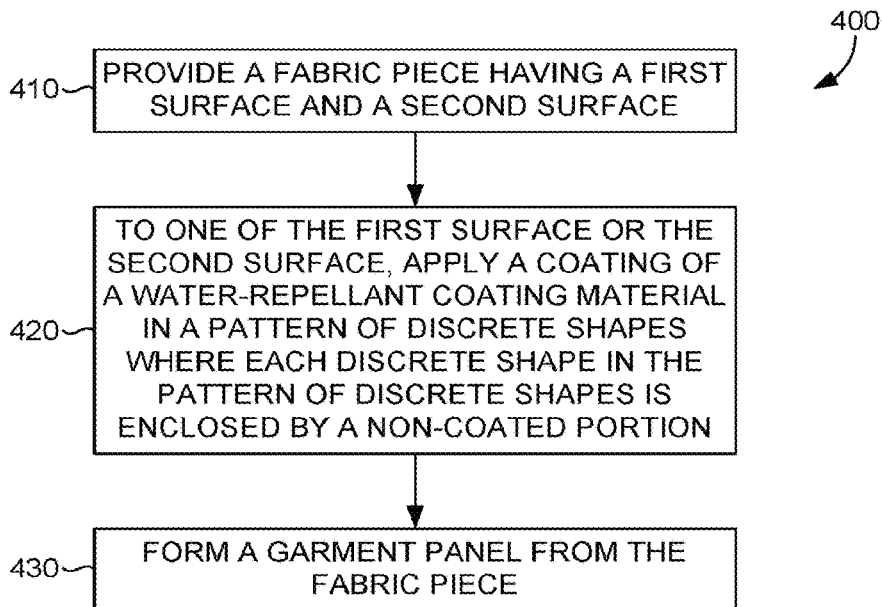 400
410
PROVIDE A FABRIC PIECE HAVING A FIRST
SURFACE AND A SECOND SURFACE
420
TO ONE OF THE FIRST SURFACE OR THE
SECOND SURFACE, APPLY A COATING OF
A WATER-REPELLANT COATING MATERIAL
IN A PATTERN OF DISCRETE SHAPES
WHERE EACH DISCRETE SHAPE IN THE
PATTERN OF DISCRETE SHAPES IS
ENCLOSED BY A NON-COATED PORTION
430
FORM A GARMENT PANEL FROM THE
FABRIC PIECE